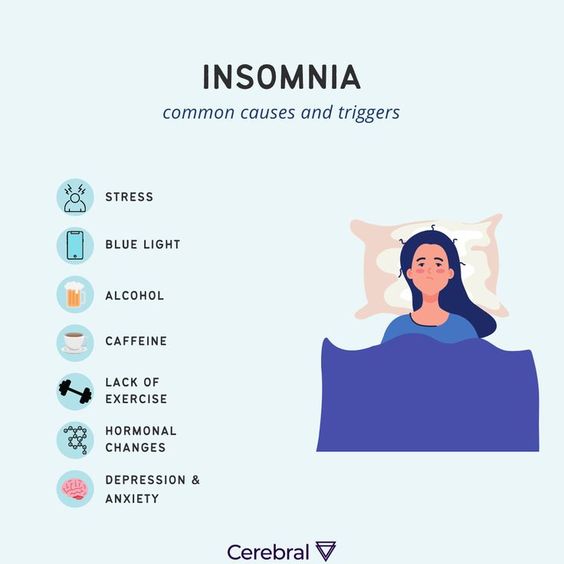 INSOMNIA
common causes and triggers
STRESS
BLUE LIGHT
ALCOHOL
CAFFEINE
LACK OF
EXERCISE
HORMONAL
CHANGES
DEPRESSION &
ANXIETY
Cerebral